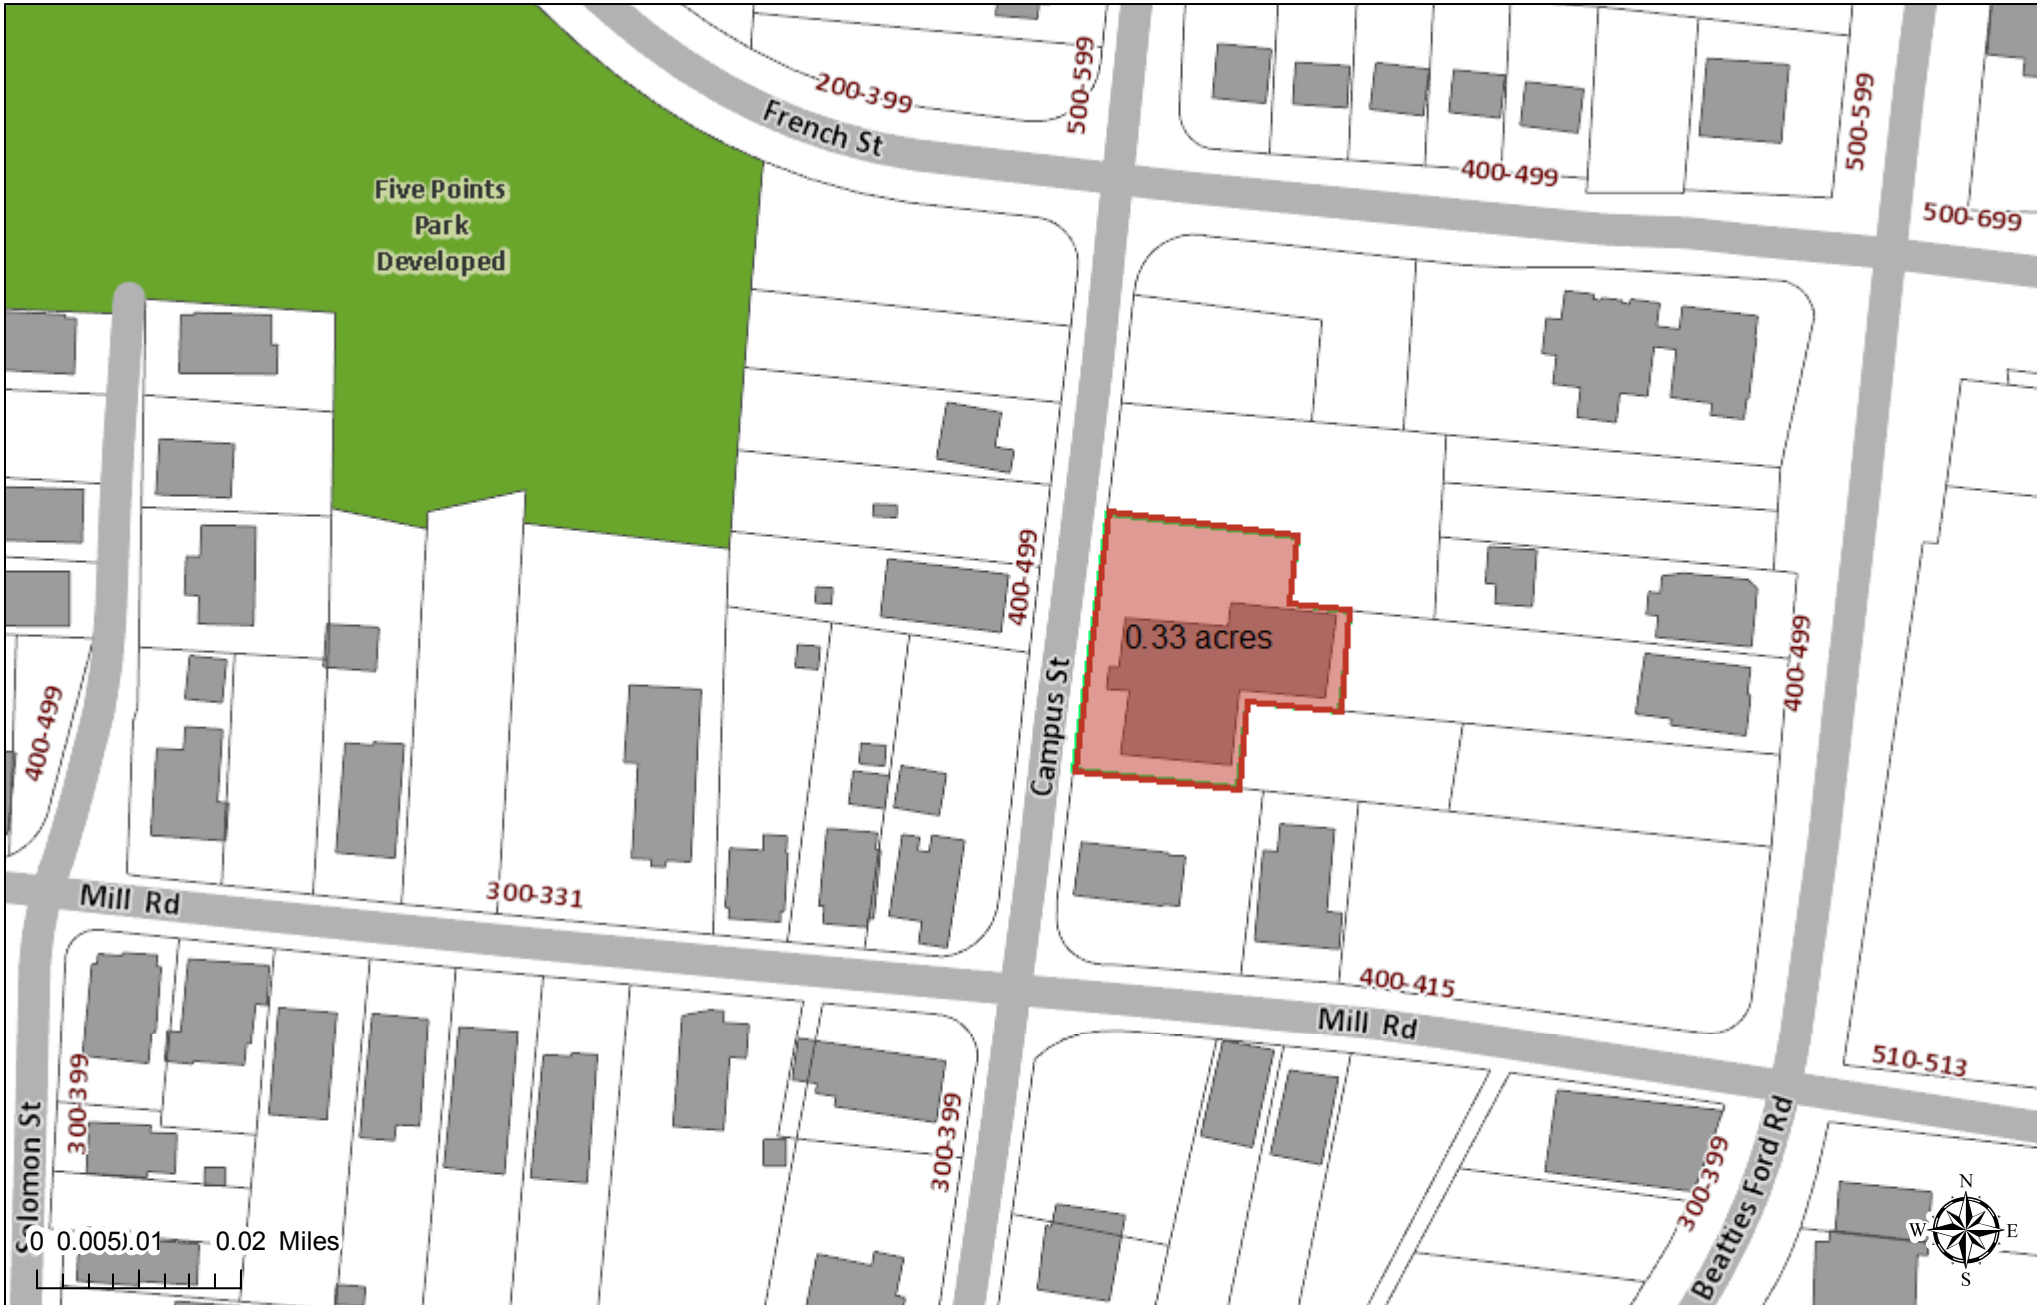 500-599
200-399
French St
500-599
400-499
500-699
Five Points
Park
Developed
400-499
0.33 acres
400-499
Campus St
400-499
Mill Rd
300-331
400-415
Mill Rd
510-513
300-399
300-399
300-399
Solomon St
Beatties Ford Rd
N
W E
S
0 0.005 0.01 0.02 Miles